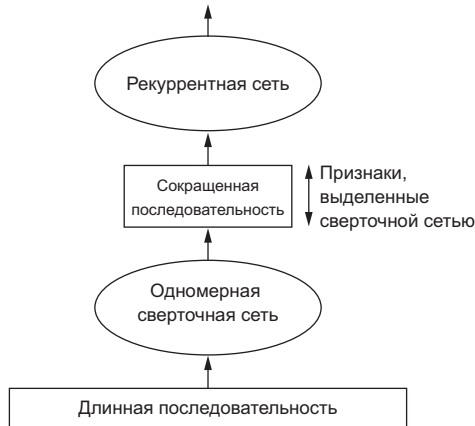 Рекуррентная сеть
Сокращенная
последовательность
Признаки,
выделенные
сверточной сетью
Одномерная
сверточная сеть
Длинная последовательность